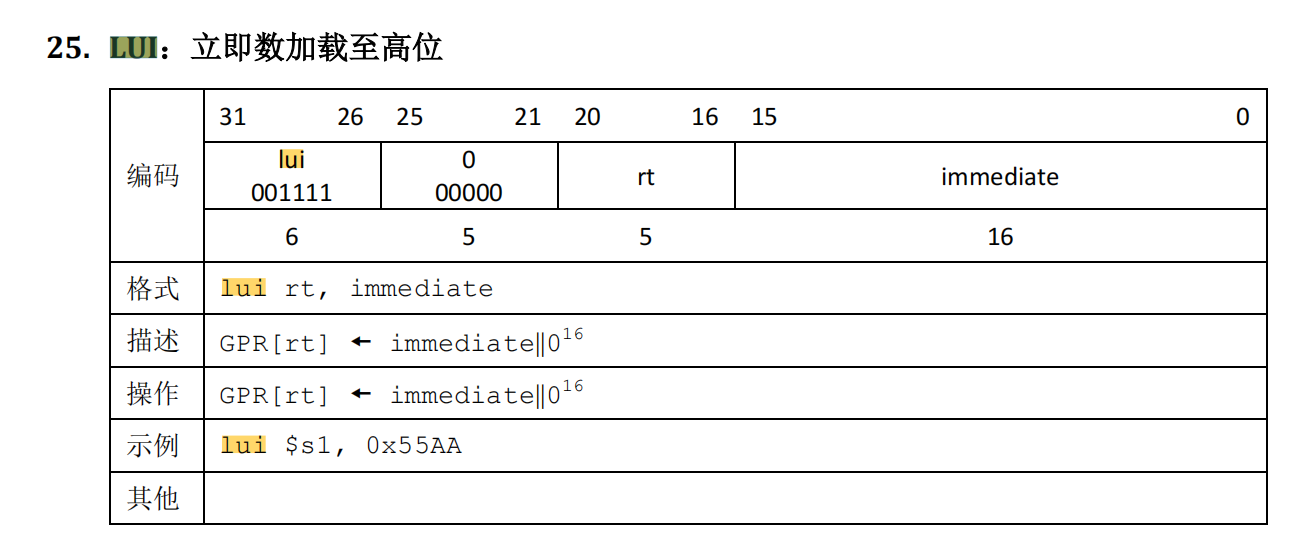 25. LUI：立即数加载至高位
编码
31 26 25 21 20 16 15 0
lui 0 rt immediate
001111 00000
6 5 5 16
格式 lui rt, immediate
描述 GPR[rt] ← immediate||0^16
操作 GPR[rt] ← immediate||0^16
示例 lui $s1, 0x55AA
其他